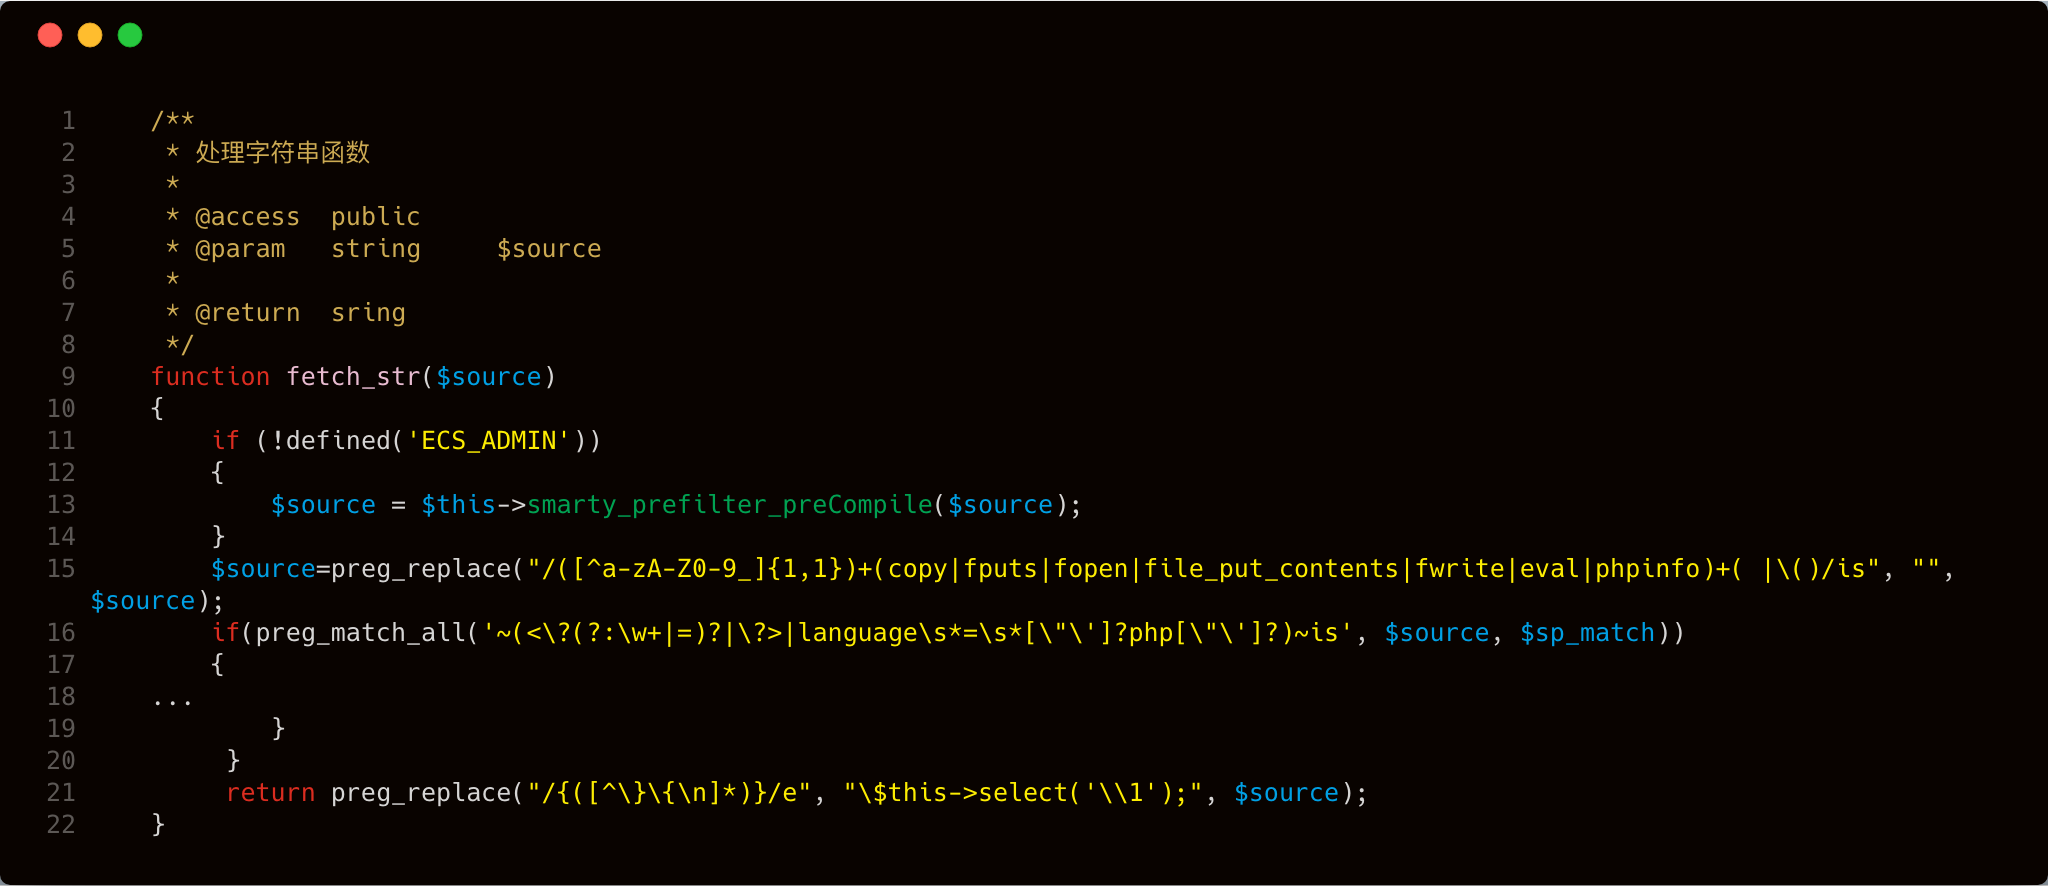 1 /**
2  * 处理字符串函数
3  *
4  * @access  public
5  * @param   string     $source
6  *
7  * @return  sring
8  */
9 function fetch_str($source)
10 {
11     if (!defined('ECS_ADMIN'))
12     {
13         $source = $this->smarty_prefilter_preCompile($source);
14     }
15     $source=preg_replace("/([^a-zA-Z0-9_]{1,1})+(copy|fputs|fopen|file_put_contents|fwrite|eval|phpinfo)+( |\()/is", "",
$source);
16     if(preg_match_all('~(<\?(?:\w+|=)?|\?>|language\s*=\s*[\"\']?php[\"\']?)~is', $source, $sp_match))
17     {
18 ...
19         }
20      }
21      return preg_replace("/{([^\}\{\n]*)}/e", "\$this->select('\\1');", $source);
22 }